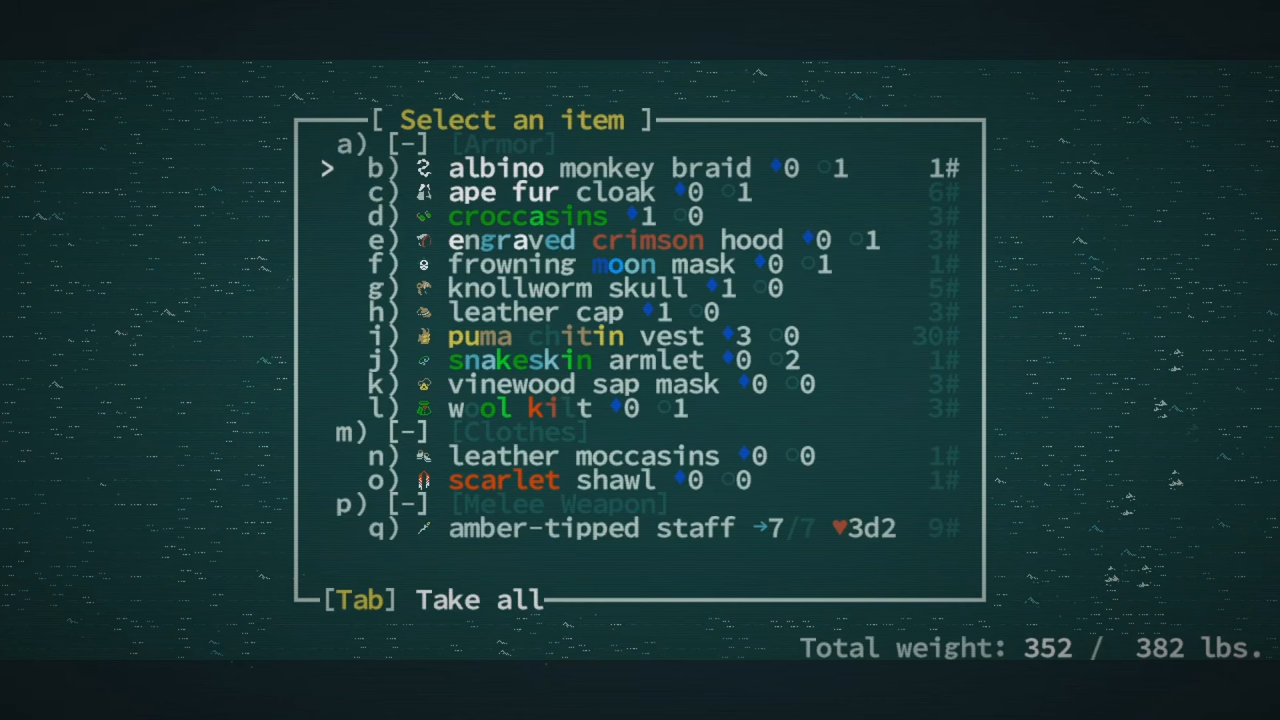 [ Select an item ]
a) [-] [Armor]
> b) albino monkey braid ♦0 ○1 1#
c) ape fur cloak ♦0 ○1 6#
d) croccasins ♦1 ○0 3#
e) engraved crimson hood ♦0 ○1 3#
f) frowning moon mask ♦0 ○1 1#
g) knollworm skull ♦1 ○0 5#
h) leather cap ♦1 ○0 3#
i) puma chitin vest ♦3 ○0 30#
j) snakeskin armlet ♦0 ○2 1#
k) vinewood sap mask ♦0 ○0 3#
l) wool kilt ♦0 ○1 3#
m) [-] [Clothes]
n) leather moccasins ♦0 ○0 1#
o) scarlet shawl ♦0 ○0 1#
p) [-] [Melee Weapon]
q) amber-tipped staff →7/7 ♥3d2 9#
[Tab] Take all
Total weight: 352 / 382 lbs.